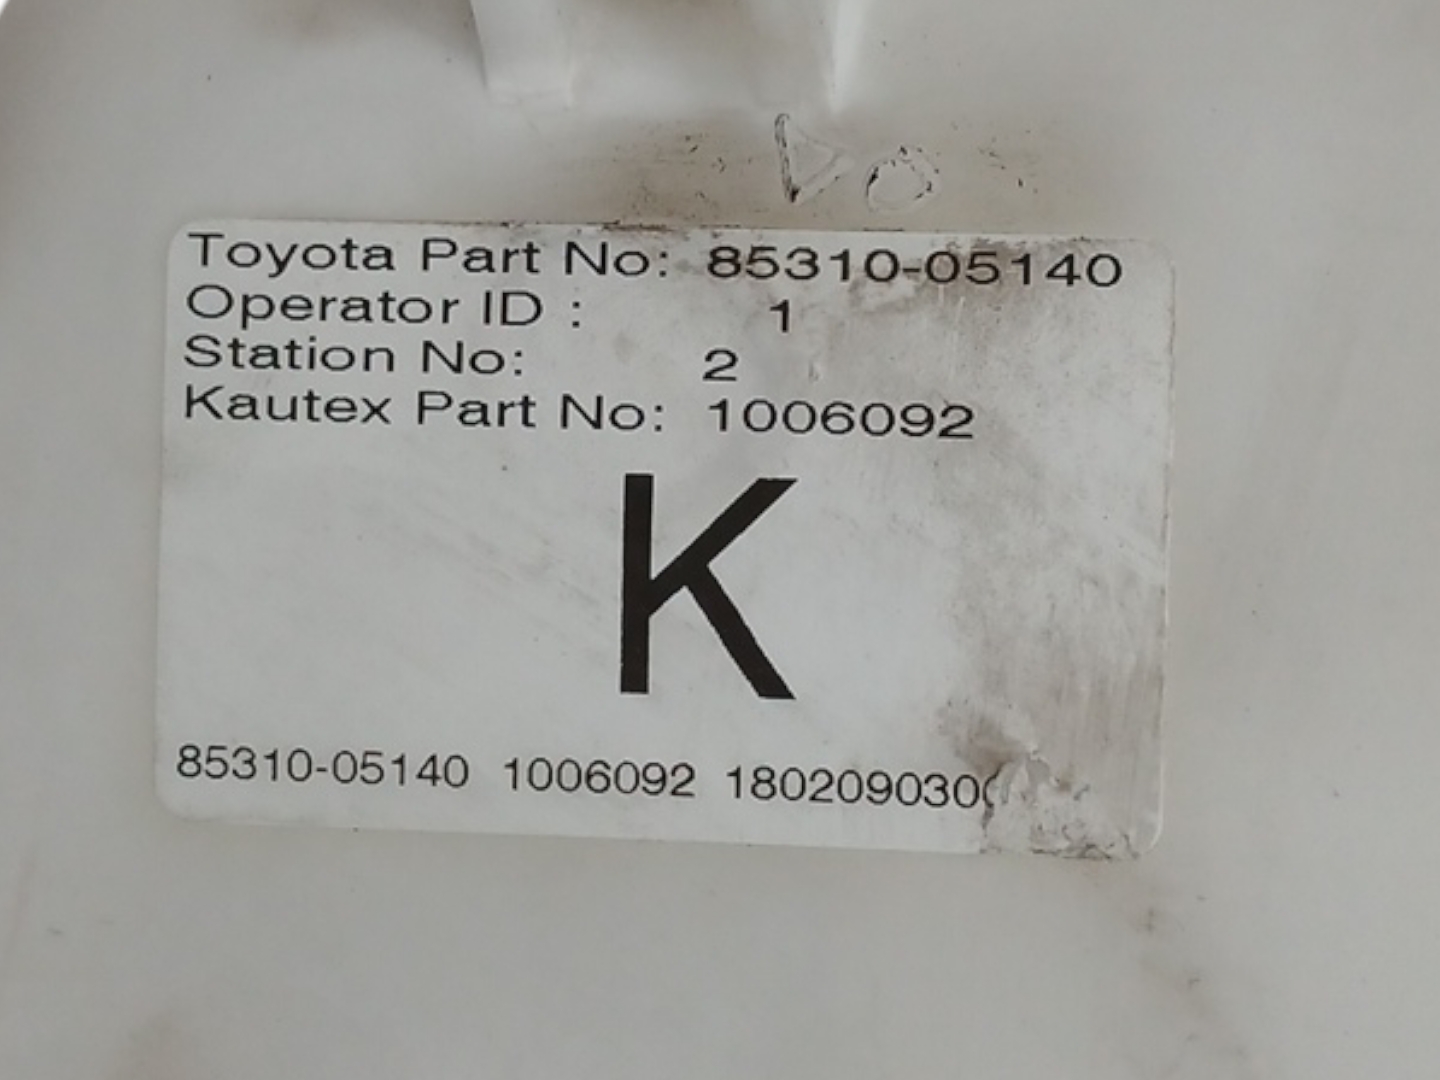 Toyota Part No: 85310-05140
Operator ID : 1
Station No: 2
Kautex Part No: 1006092
K
85310-05140 1006092